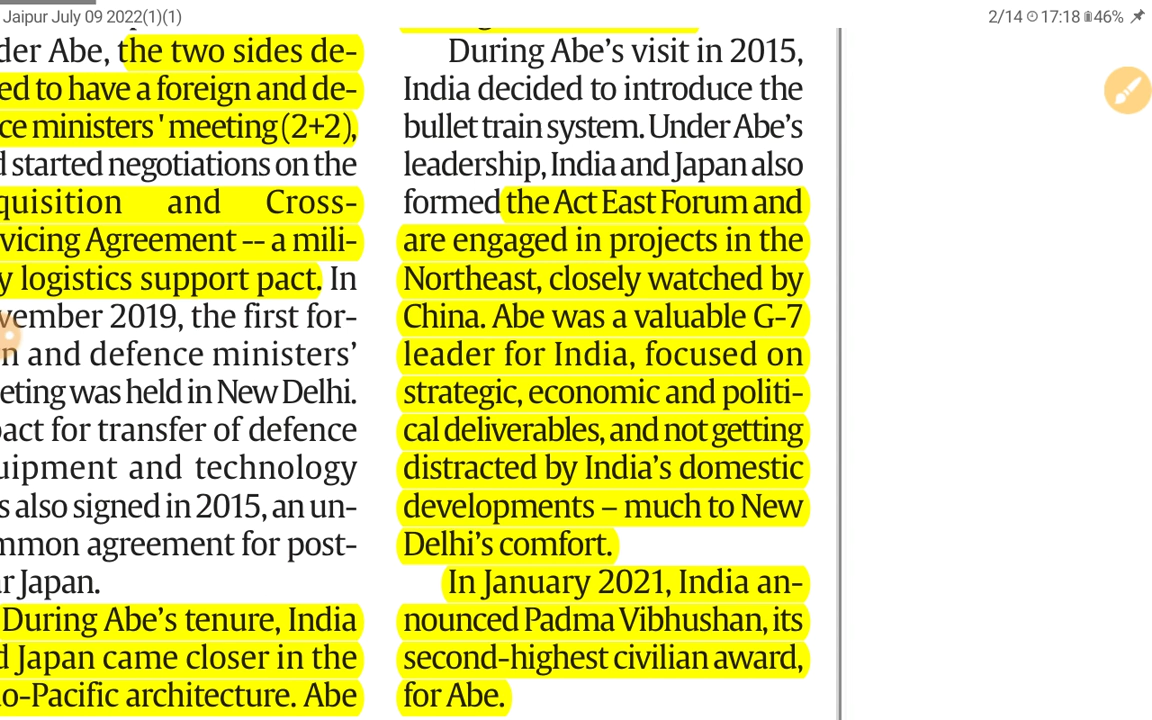 Jaipur July 09 2022(1)(1)
2/14 17:18 46%
der Abe, the two sides de-
ed to have a foreign and de-
ce ministers ' meeting (2+2),
d started negotiations on the
quisition and Cross-
vicing Agreement -- a mili-
y logistics support pact. In
vember 2019, the first for-
n and defence ministers’
eting was held in New Delhi.
pact for transfer of defence
uipment and technology
s also signed in 2015, an un-
mmon agreement for post-
ar Japan.
During Abe’s tenure, India
d Japan came closer in the
o-Pacific architecture. Abe
During Abe’s visit in 2015,
India decided to introduce the
bullet train system. Under Abe’s
leadership, India and Japan also
formed the Act East Forum and
are engaged in projects in the
Northeast, closely watched by
China. Abe was a valuable G-7
leader for India, focused on
strategic, economic and politi-
cal deliverables, and not getting
distracted by India’s domestic
developments – much to New
Delhi’s comfort.
In January 2021, India an-
nounced Padma Vibhushan, its
second-highest civilian award,
for Abe.